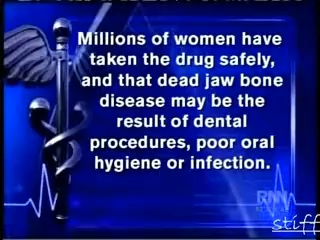 Millions of women have
taken the drug safely,
and that dead jaw bone
disease may be the
result of dental
procedures, poor oral
hygiene or infection.
stiff